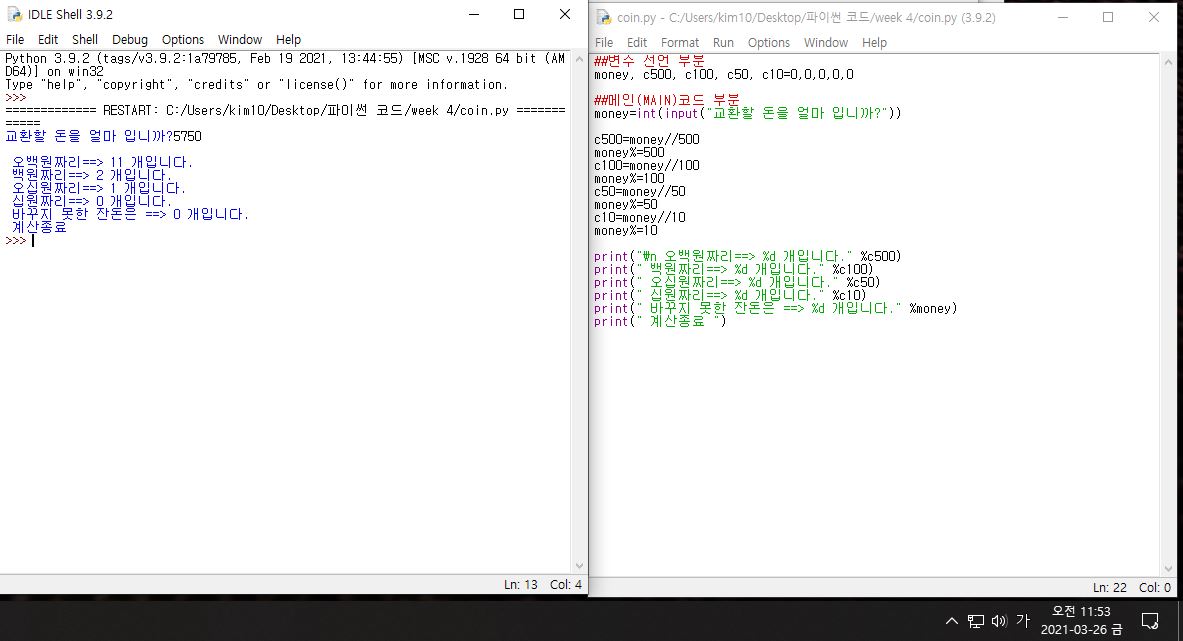 IDLE Shell 3.9.2
File Edit Shell Debug Options Window Help
Python 3.9.2 (tags/v3.9.2:1a79785, Feb 19 2021, 13:44:55) [MSC v.1928 64 bit (AM
D64)] on win32
Type "help", "copyright", "credits" or "license()" for more information.
>>>
============= RESTART: C:/Users/kim10/Desktop/파이썬 코드/week 4/coin.py =======
=====
교환할 돈을 얼마 입니까?5750
오백원짜리==> 11 개입니다.
백원짜리==> 2 개입니다.
오십원짜리==> 1 개입니다.
십원짜리==> 0 개입니다.
바꾸지 못한 잔돈은 ==> 0 개입니다.
계산종료
>>>
Ln: 13 Col: 4
coin.py - C:/Users/kim10/Desktop/파이썬 코드/week 4/coin.py (3.9.2)
File Edit Format Run Options Window Help
##변수 선언 부분
money, c500, c100, c50, c10=0,0,0,0,0
##메인(MAIN)코드 부분
money=int(input("교환할 돈을 얼마 입니까?"))
c500=money//500
money%=500
c100=money//100
money%=100
c50=money//50
money%=50
c10=money//10
money%=10
print("₩n 오백원짜리==> %d 개입니다." %c500)
print(" 백원짜리==> %d 개입니다." %c100)
print(" 오십원짜리==> %d 개입니다." %c50)
print(" 십원짜리==> %d 개입니다." %c10)
print(" 바꾸지 못한 잔돈은 ==> %d 개입니다." %money)
print(" 계산종료 ")
Ln: 22 Col: 0
가
오전 11:53
2021-03-26 금